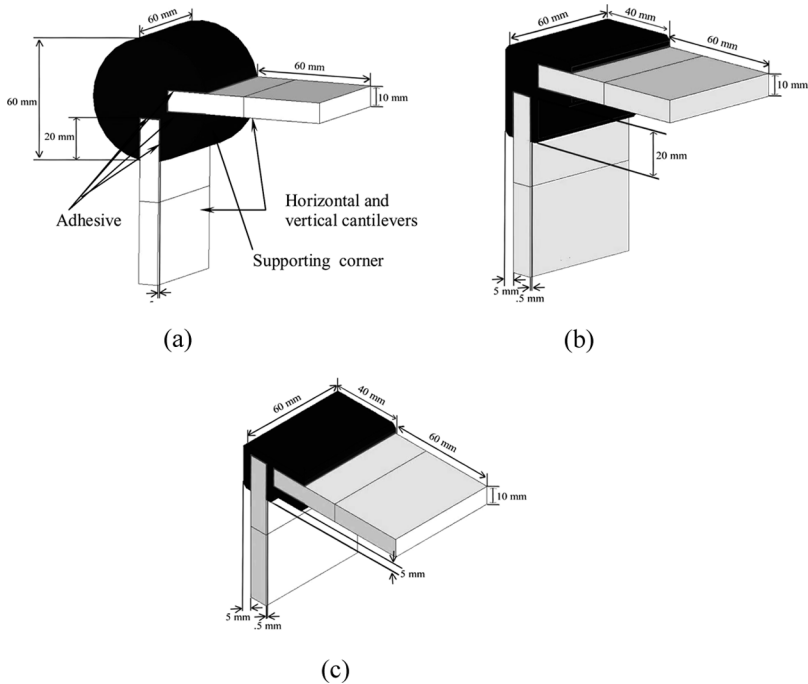 60 mm
60 mm
60 mm
10 mm
20 mm
Adhesive
Horizontal and
vertical cantilevers
Supporting corner
(a)
60 mm
40 mm
60 mm
10 mm
20 mm
5 mm
.5 mm
(b)
60 mm
40 mm
60 mm
10 mm
5 mm
5 mm
.5 mm
(c)